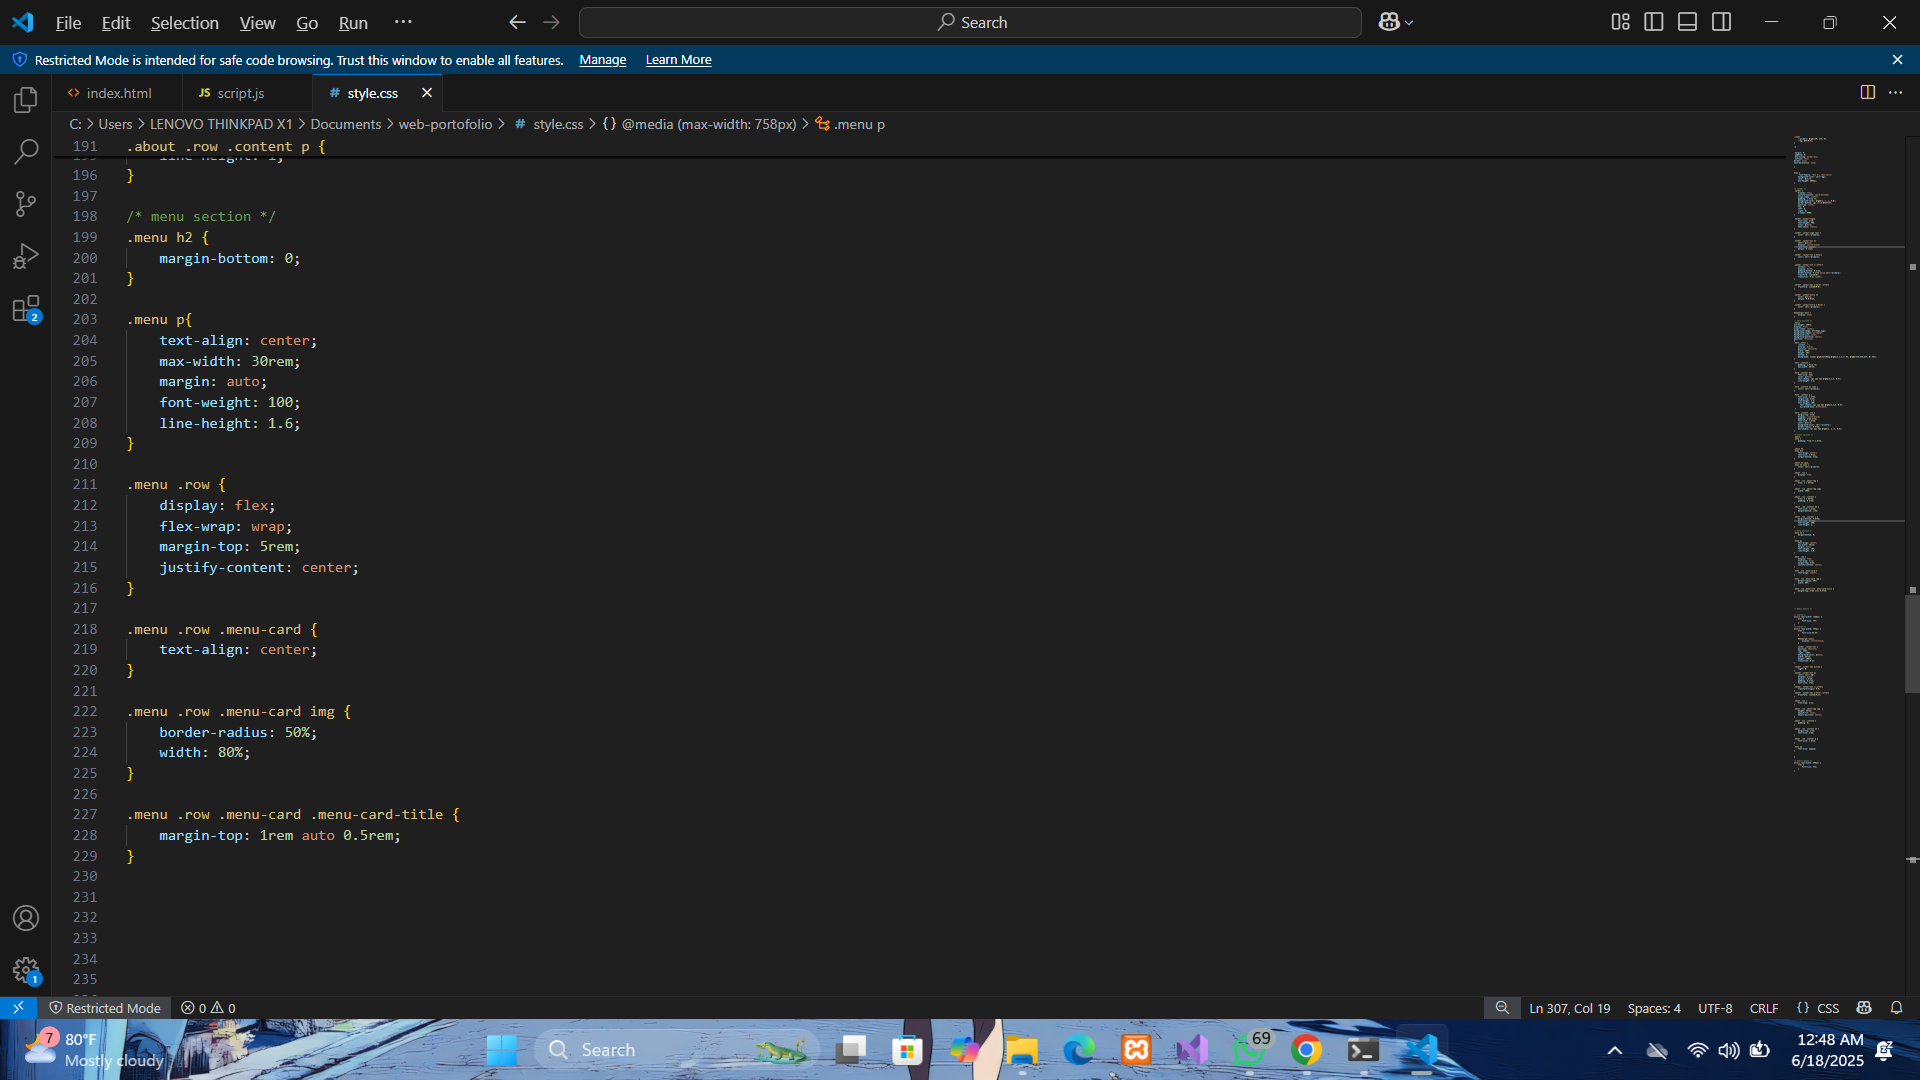 File Edit Selection View Go Run ··· Search
Restricted Mode is intended for safe code browsing. Trust this window to enable all features. Manage Learn More
<> index.html JS script.js # style.css
C: > Users > LENOVO THINKPAD X1 > Documents > web-portofolio > # style.css > {} @media (max-width: 758px) > .menu p
191 .about .row .content p {
196 }
197
198 /* menu section */
199 .menu h2 {
200 margin-bottom: 0;
201 }
202
203 .menu p{
204 text-align: center;
205 max-width: 30rem;
206 margin: auto;
207 font-weight: 100;
208 line-height: 1.6;
209 }
210
211 .menu .row {
212 display: flex;
213 flex-wrap: wrap;
214 margin-top: 5rem;
215 justify-content: center;
216 }
217
218 .menu .row .menu-card {
219 text-align: center;
220 }
221
222 .menu .row .menu-card img {
223 border-radius: 50%;
224 width: 80%;
225 }
226
227 .menu .row .menu-card .menu-card-title {
228 margin-top: 1rem auto 0.5rem;
229 }
230
231
232
233
234
235
2
1
Restricted Mode 0 0 Ln 307, Col 19 Spaces: 4 UTF-8 CRLF {} CSS
7 80°F
Mostly cloudy
Search
69
12:48 AM
6/18/2025